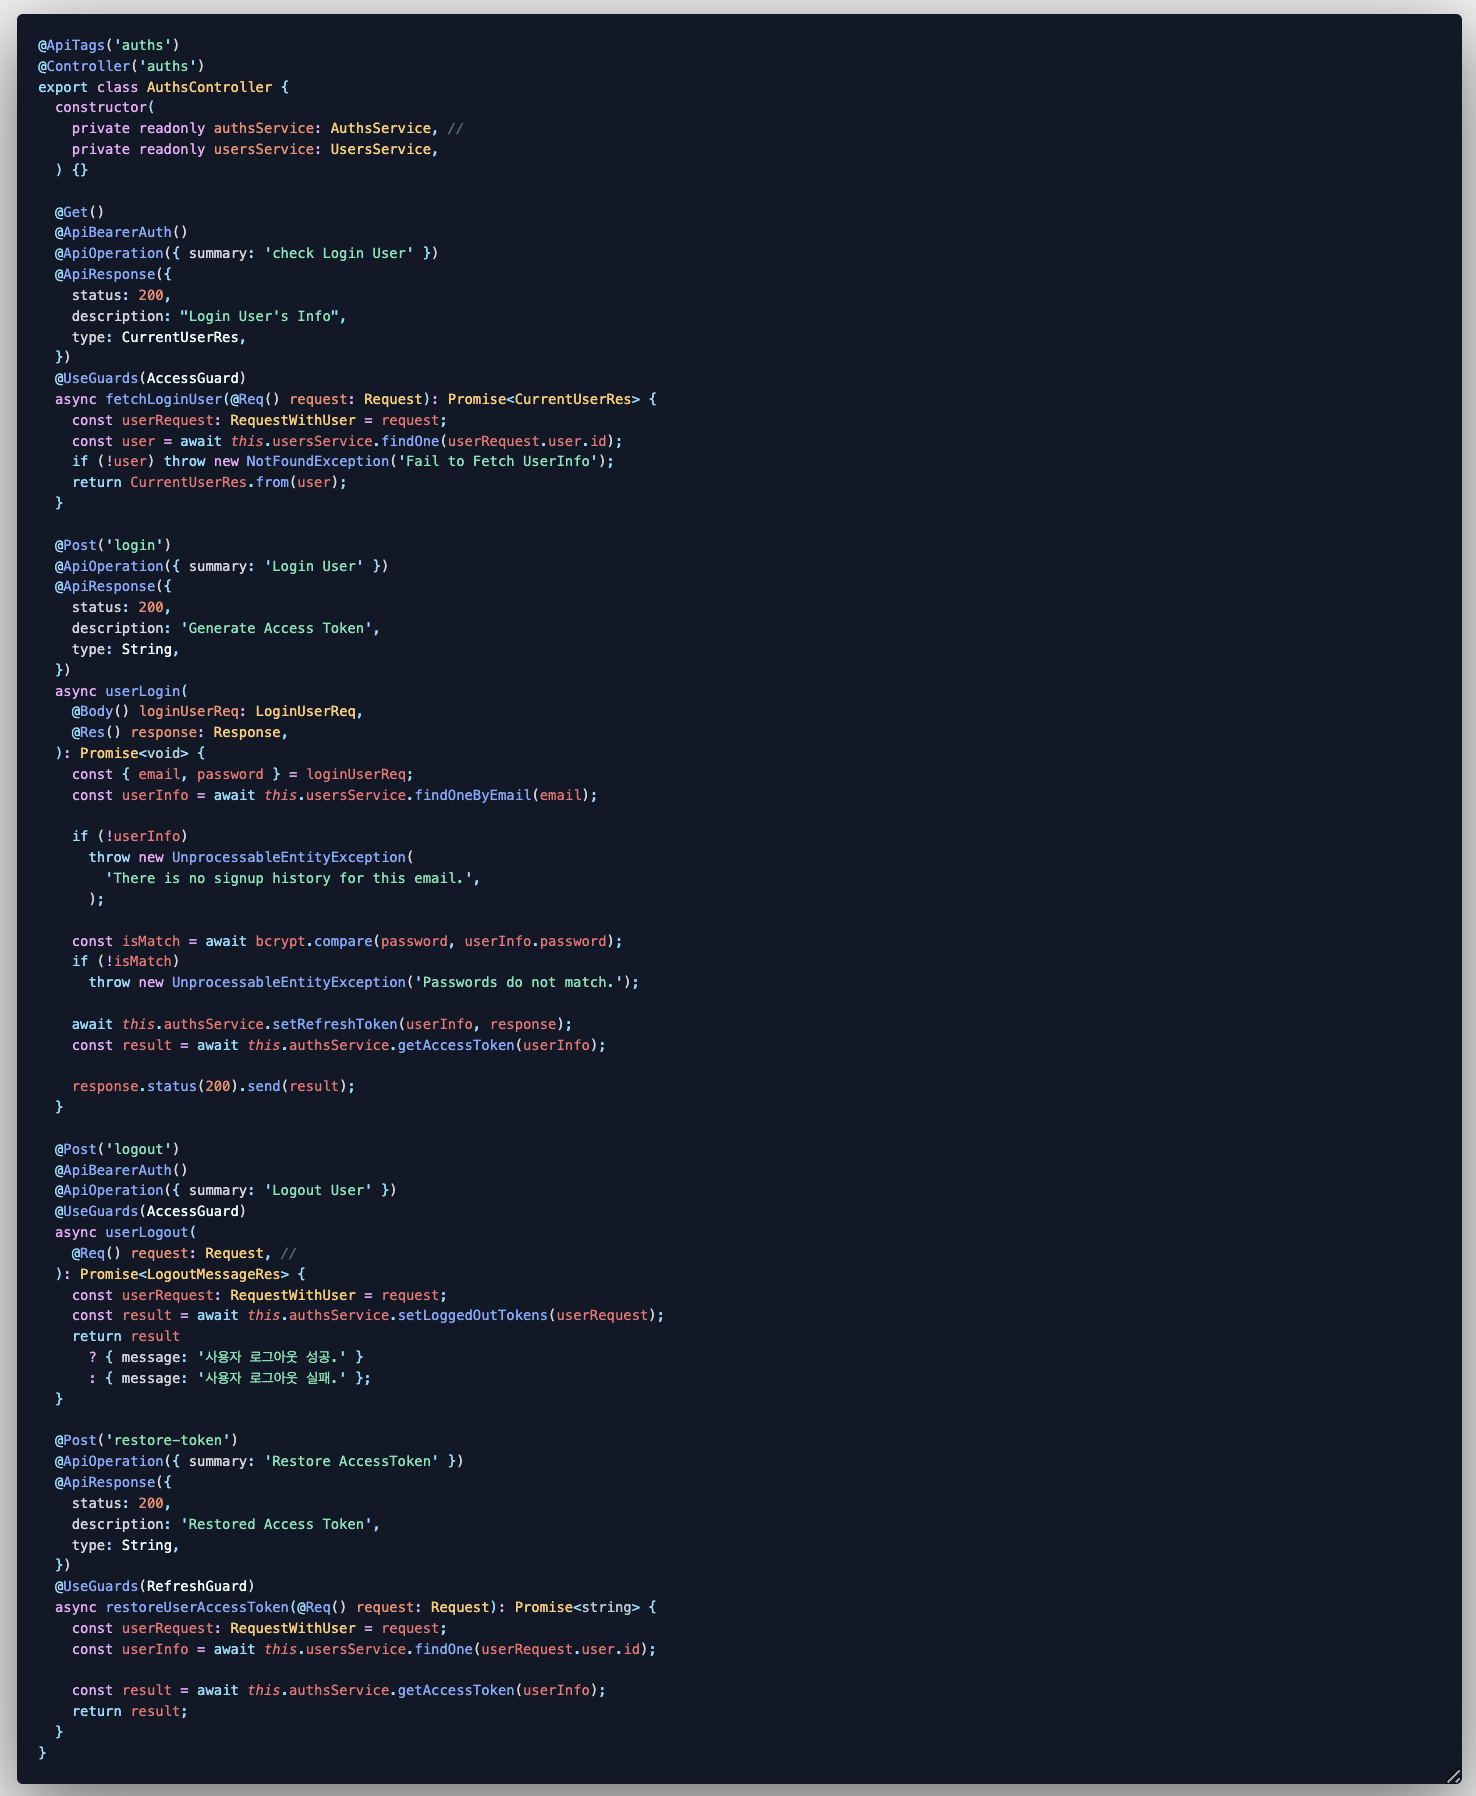 @ApiTags('auths')
@Controller('auths')
export class AuthsController {
  constructor(
    private readonly authsService: AuthsService, //
    private readonly usersService: UsersService,
  ) {}

  @Get()
  @ApiBearerAuth()
  @ApiOperation({ summary: 'check Login User' })
  @ApiResponse({
    status: 200,
    description: "Login User's Info",
    type: CurrentUserRes,
  })
  @UseGuards(AccessGuard)
  async fetchLoginUser(@Req() request: Request): Promise<CurrentUserRes> {
    const userRequest: RequestWithUser = request;
    const user = await this.usersService.findOne(userRequest.user.id);
    if (!user) throw new NotFoundException('Fail to Fetch UserInfo');
    return CurrentUserRes.from(user);
  }

  @Post('login')
  @ApiOperation({ summary: 'Login User' })
  @ApiResponse({
    status: 200,
    description: 'Generate Access Token',
    type: String,
  })
  async userLogin(
    @Body() loginUserReq: LoginUserReq,
    @Res() response: Response,
  ): Promise<void> {
    const { email, password } = loginUserReq;
    const userInfo = await this.usersService.findOneByEmail(email);

    if (!userInfo)
      throw new UnprocessableEntityException(
        'There is no signup history for this email.',
      );

    const isMatch = await bcrypt.compare(password, userInfo.password);
    if (!isMatch)
      throw new UnprocessableEntityException('Passwords do not match.');

    await this.authsService.setRefreshToken(userInfo, response);
    const result = await this.authsService.getAccessToken(userInfo);

    response.status(200).send(result);
  }

  @Post('logout')
  @ApiBearerAuth()
  @ApiOperation({ summary: 'Logout User' })
  @UseGuards(AccessGuard)
  async userLogout(
    @Req() request: Request, //
  ): Promise<LogoutMessageRes> {
    const userRequest: RequestWithUser = request;
    const result = await this.authsService.setLoggedOutTokens(userRequest);
    return result
      ? { message: '사용자 로그아웃 성공.' }
      : { message: '사용자 로그아웃 실패.' };
  }

  @Post('restore-token')
  @ApiOperation({ summary: 'Restore AccessToken' })
  @ApiResponse({
    status: 200,
    description: 'Restored Access Token',
    type: String,
  })
  @UseGuards(RefreshGuard)
  async restoreUserAccessToken(@Req() request: Request): Promise<string> {
    const userRequest: RequestWithUser = request;
    const userInfo = await this.usersService.findOne(userRequest.user.id);

    const result = await this.authsService.getAccessToken(userInfo);
    return result;
  }
}